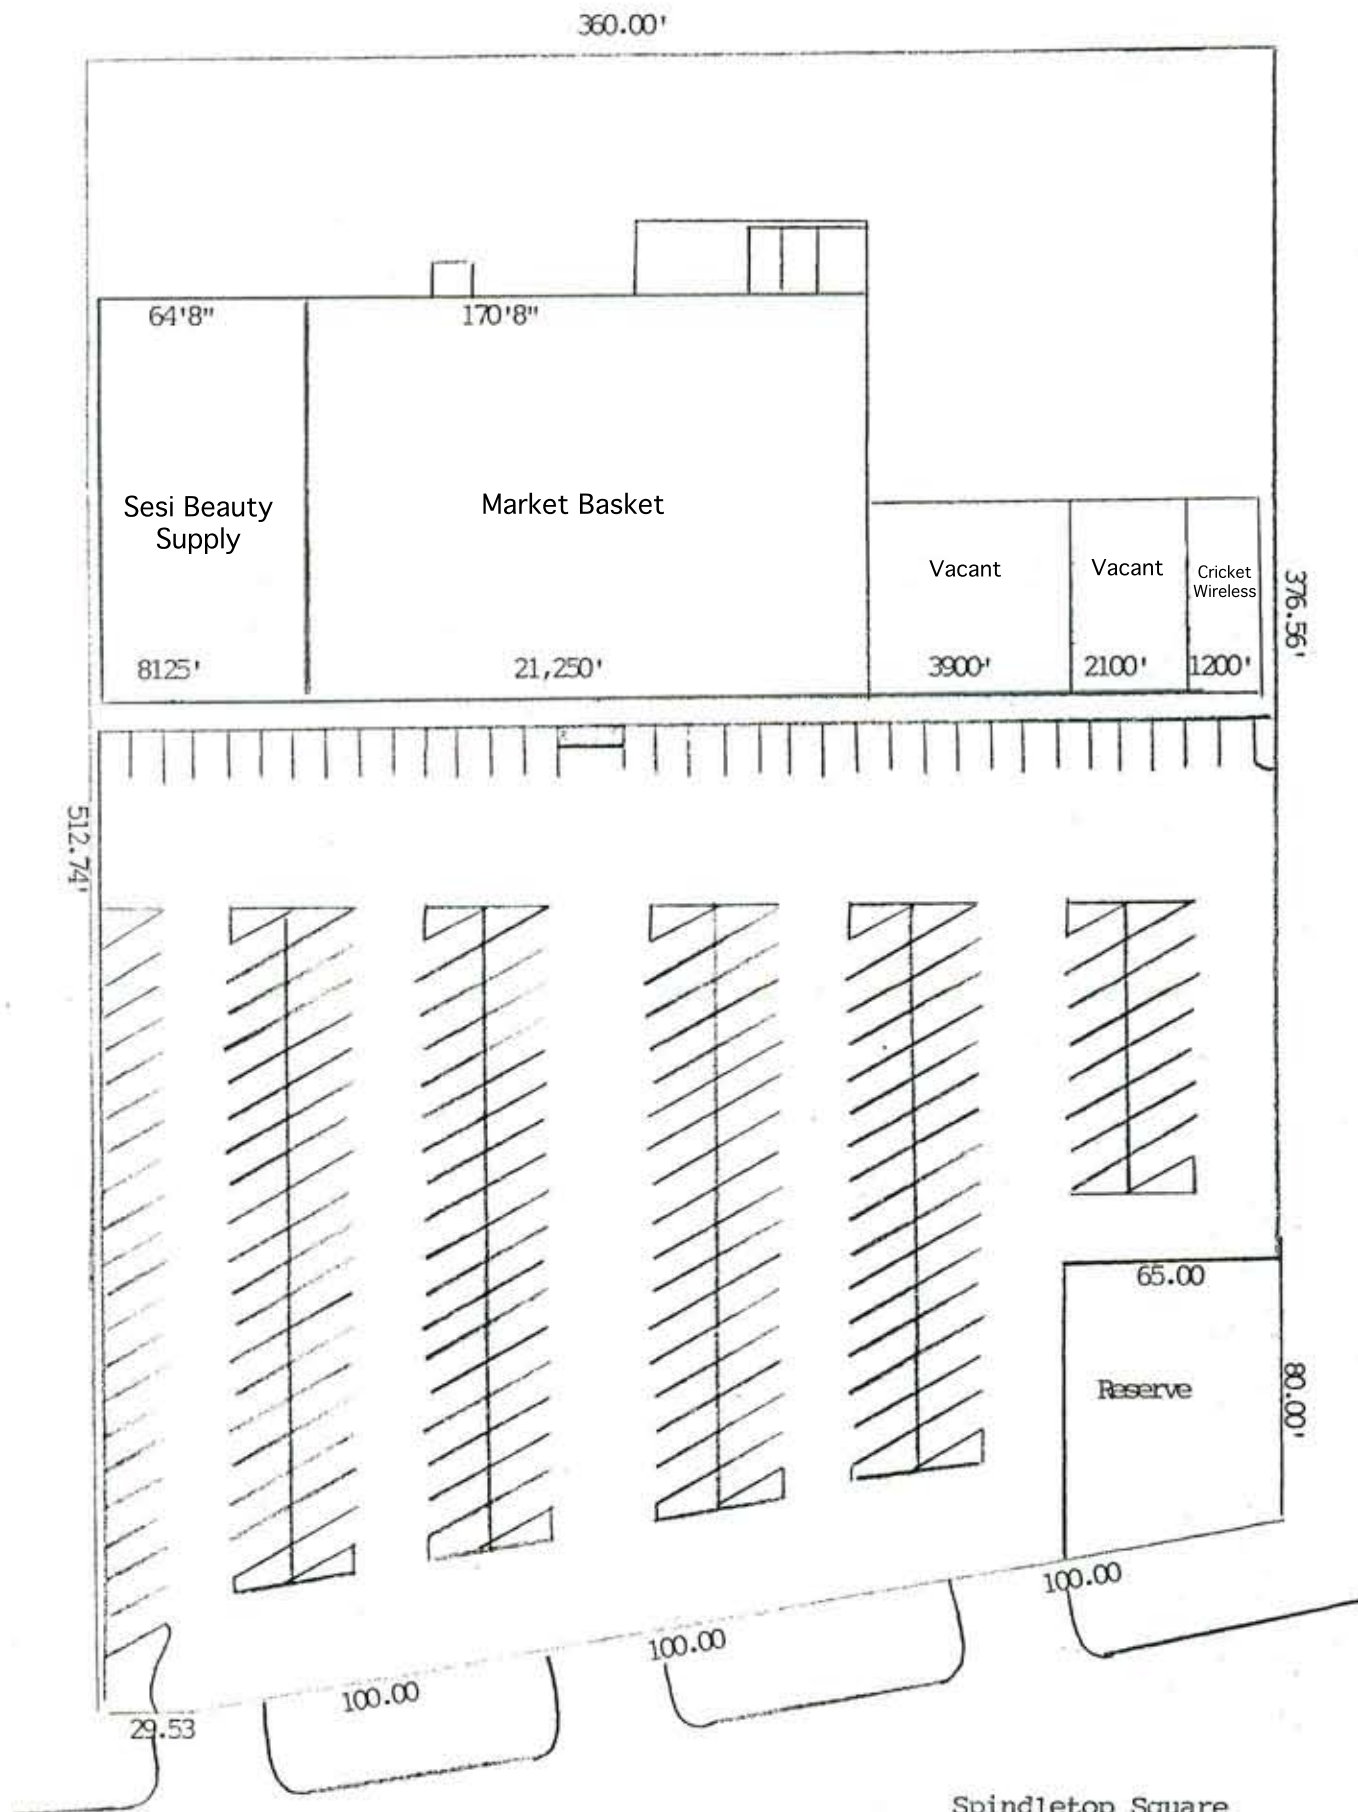 360.00'
64'8"
170'8"
Sesi Beauty
Supply
Market Basket
Vacant
Vacant
Cricket
Wireless
376.56'
8125'
21,250'
3900'
2100'
1200'
512.74'
65.00
Reserve
80.00'
100.00
100.00
100.00
29.53
Spindletop Square